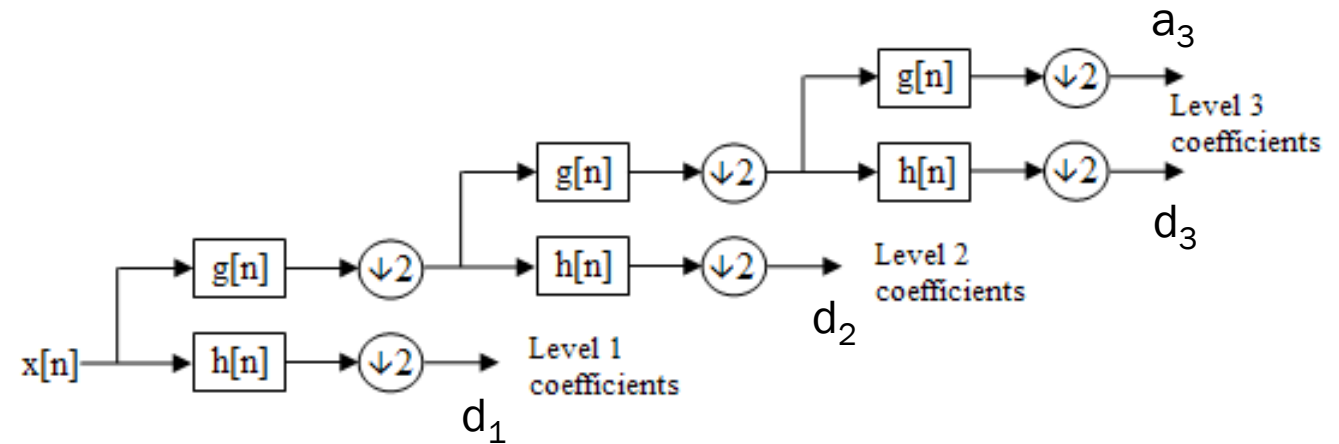 a₃
g[n] ↓2
Level 3
coefficients
g[n] ↓2 h[n] ↓2
d₃
g[n] ↓2 h[n] ↓2
Level 2
coefficients
d₂
x[n] h[n] ↓2
Level 1
coefficients
d₁